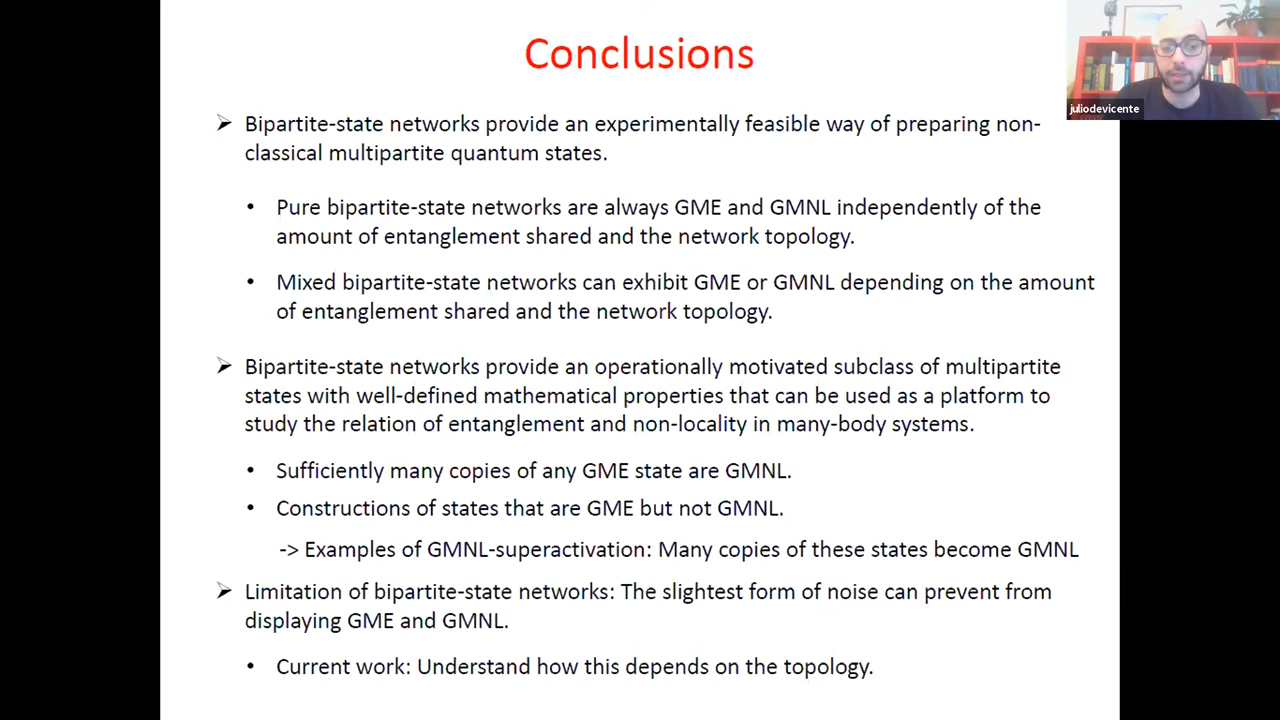 Conclusions
juliodevicente
➢ Bipartite-state networks provide an experimentally feasible way of preparing non-
classical multipartite quantum states.
• Pure bipartite-state networks are always GME and GMNL independently of the
amount of entanglement shared and the network topology.
• Mixed bipartite-state networks can exhibit GME or GMNL depending on the amount
of entanglement shared and the network topology.
➢ Bipartite-state networks provide an operationally motivated subclass of multipartite
states with well-defined mathematical properties that can be used as a platform to
study the relation of entanglement and non-locality in many-body systems.
• Sufficiently many copies of any GME state are GMNL.
• Constructions of states that are GME but not GMNL.
-> Examples of GMNL-superactivation: Many copies of these states become GMNL
➢ Limitation of bipartite-state networks: The slightest form of noise can prevent from
displaying GME and GMNL.
• Current work: Understand how this depends on the topology.